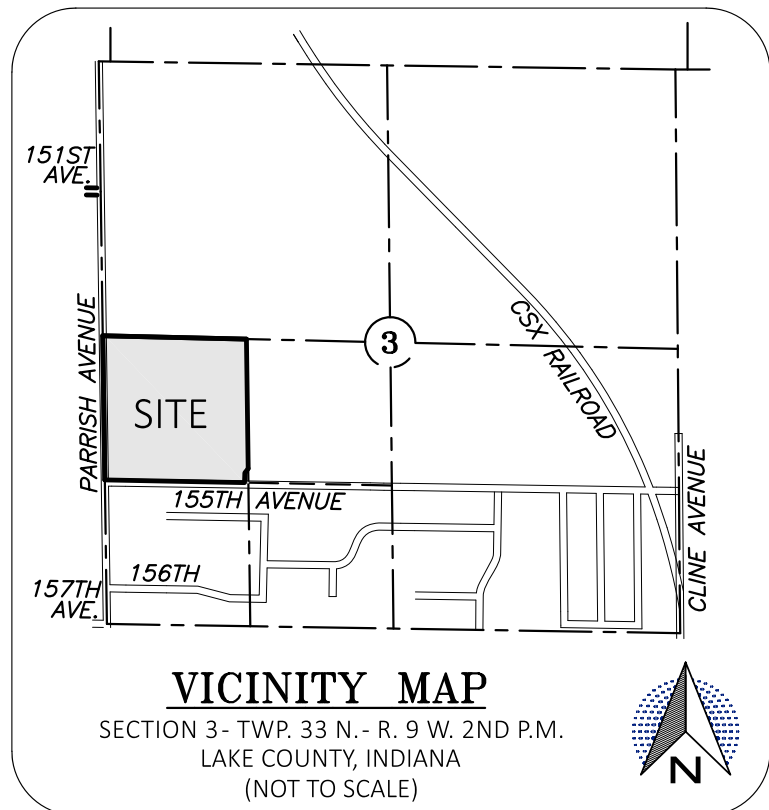 151ST
AVE.
PARRISH AVENUE
3
CSX RAILROAD
SITE
155TH AVENUE
CLINE AVENUE
156TH
157TH
AVE.
VICINITY MAP
SECTION 3- TWP. 33 N.- R. 9 W. 2ND P.M.
LAKE COUNTY, INDIANA
(NOT TO SCALE)
N